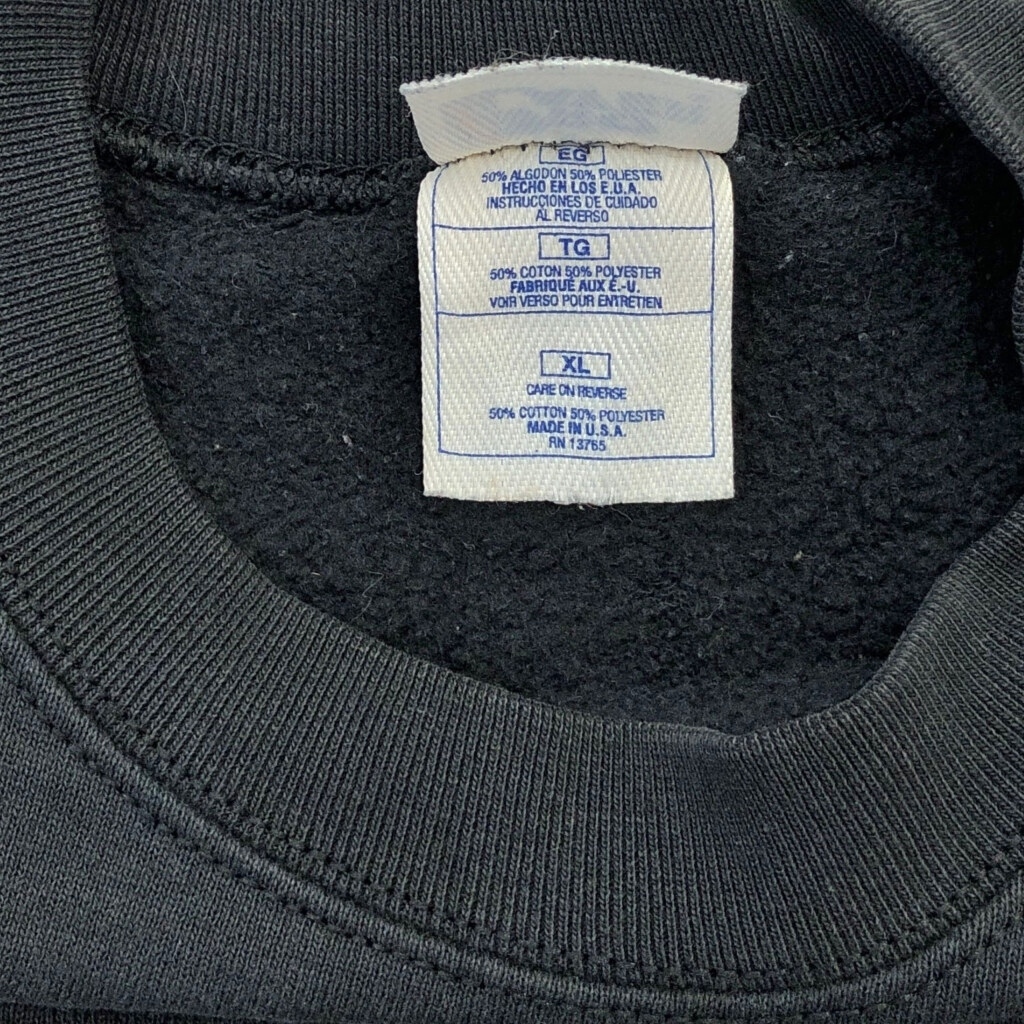 EG
50% ALGODON 50% POLIESTER
HECHO EN LOS E.U.A.
INSTRUCCIONES DE CUIDADO
AL REVERSO
TG
50% COTON 50% POLYESTER
FABRIQUÉ AUX É.-U.
VOIR VERSO POUR ENTRETIEN
XL
CARE ON REVERSE
50% COTTON 50% POLYESTER
MADE IN U.S.A.
RN 13765